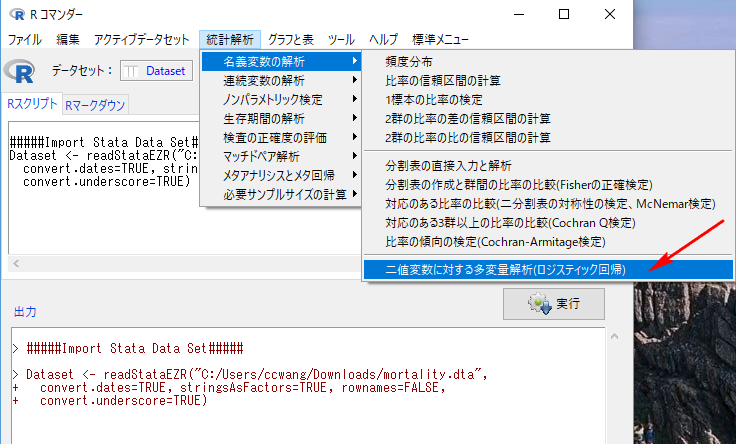 R コマンダー
ファイル 編集 アクティブデータセット 統計解析 グラフと表 ツール ヘルプ 標準メニュー
R データセット： Dataset
Rスクリプト Rマークダウン
#####Import Stata Data Set#
Dataset <- readStataEZR("C:
convert.dates=TRUE, strings
convert.underscore=TRUE)
名義変数の解析
連続変数の解析
ノンパラメトリック検定
生存期間の解析
検査の正確度の評価
マッチドペア解析
メタアナリシスとメタ回帰
必要サンプルサイズの計算
頻度分布
比率の信頼区間の計算
1標本の比率の検定
2群の比率の差の信頼区間の計算
2群の比率の比の信頼区間の計算
分割表の直接入力と解析
分割表の作成と群間の比率の比較(Fisherの正確検定)
対応のある比率の比較(二分割表の対称性の検定、McNemar検定)
対応のある3群以上の比率の比較(Cochran Q検定)
比率の傾向の検定(Cochran-Armitage検定)
二値変数に対する多変量解析(ロジスティック回帰)
実行
出力
> #####Import Stata Data Set#####
> Dataset <- readStataEZR("C:/Users/ccwang/Downloads/mortality.dta",
+ convert.dates=TRUE, stringsAsFactors=TRUE, rownames=FALSE,
+ convert.underscore=TRUE)